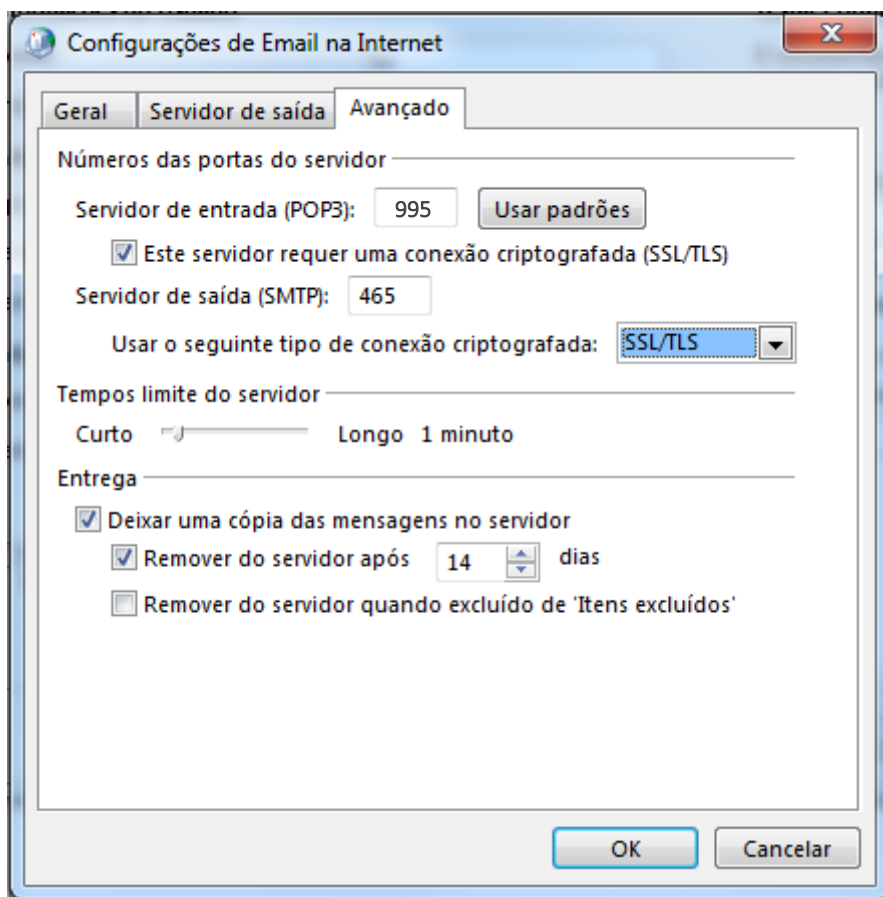 Configurações de Email na Internet
Geral Servidor de saída Avançado
Números das portas do servidor
Servidor de entrada (POP3): 995 Usar padrões
Este servidor requer uma conexão criptografada (SSL/TLS)
Servidor de saída (SMTP): 465
Usar o seguinte tipo de conexão criptografada: SSL/TLS
Tempos limite do servidor
Curto Longo 1 minuto
Entrega
Deixar uma cópia das mensagens no servidor
Remover do servidor após 14 dias
Remover do servidor quando excluído de 'Itens excluídos'
OK Cancelar